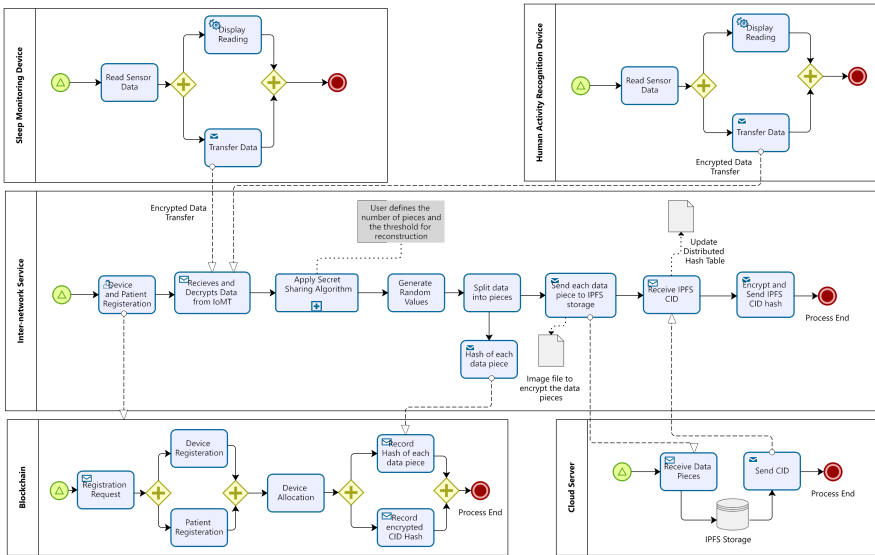 Sleep Monitoring Device
Read Sensor
Data
Display
Reading
Transfer Data
Human Activity Recognition Device
Read Sensor
Data
Display
Reading
Transfer Data
Encrypted Data
Transfer
Encrypted Data
Transfer
Inter-network Service
User defines the
number of pieces and
the threshold for
reconstruction
Update
Distributed
Hash Table
Device
and Patient
Registeration
Recieves and
Decrypts Data
from IoMT
Apply Secret
Sharing Algorithm
Generate
Random
Values
Split data
into pieces
Send each data
piece to IPFS
storage
Receive IPFS
CID
Encrypt and
Send IPFS
CID hash
Process End
Hash of each
data piece
Image file to
encrypt the data
pieces
Blockchain
Registration
Request
Device
Registeration
Patient
Registeration
Device
Allocation
Record
Hash of each
data piece
Record
encrypted
CID Hash
Process End
Cloud Server
Receive Data
Pieces
IPFS Storage
Send CID
Process End